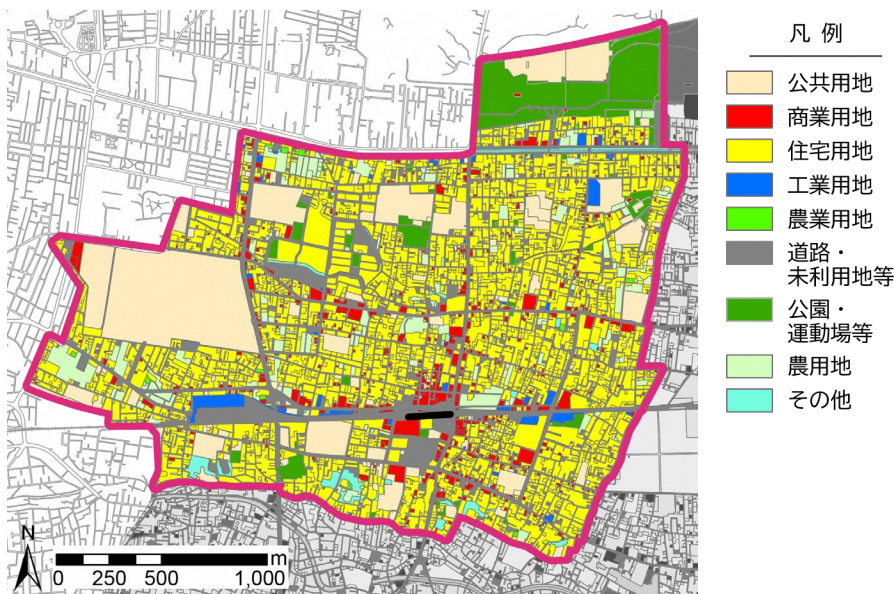 凡 例
公共用地
商業用地
住宅用地
工業用地
農業用地
道路・
未利用地等
公園・
運動場等
農用地
その他
N
m
0 250 500 1,000